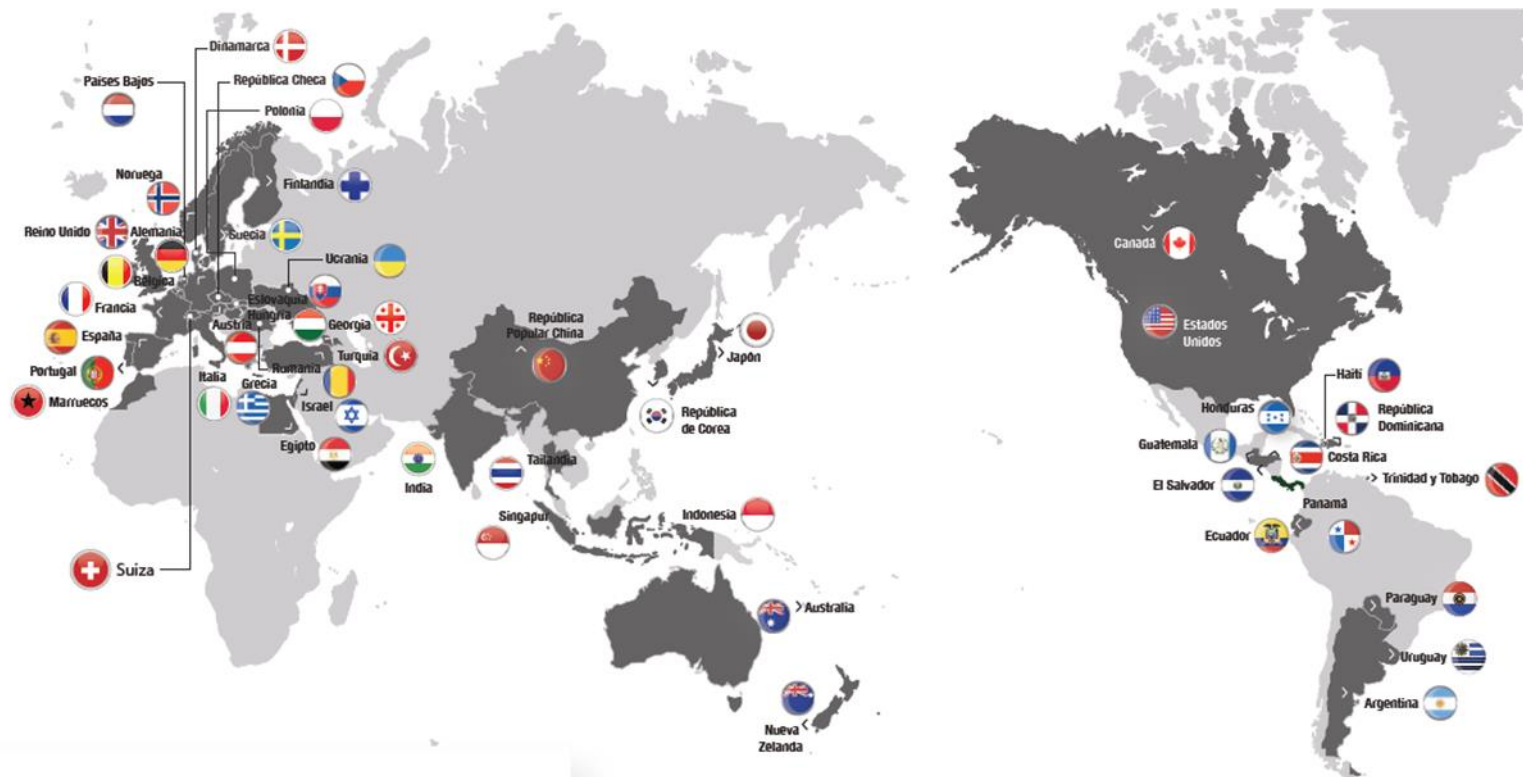 Dinamarca
Países Bajos
República Checa
Polonia
Noruega
Finlandia
Reino Unido
Alemania
Suecia
Bélgica
Ucrania
Francia
Eslovaquia
Hungría
España
Austria
Georgia
Portugal
Rumania
Turquía
Marruecos
Italia
Grecia
Israel
Egipto
Suiza
República
Popular China
Japón
República
de Corea
India
Tailandia
Singapur
Indonesia
Australia
Nueva
Zelanda
Canadá
Estados
Unidos
Haití
Honduras
República
Dominicana
Guatemala
Costa Rica
El Salvador
Trinidad y Tobago
Panamá
Ecuador
Paraguay
Uruguay
Argentina